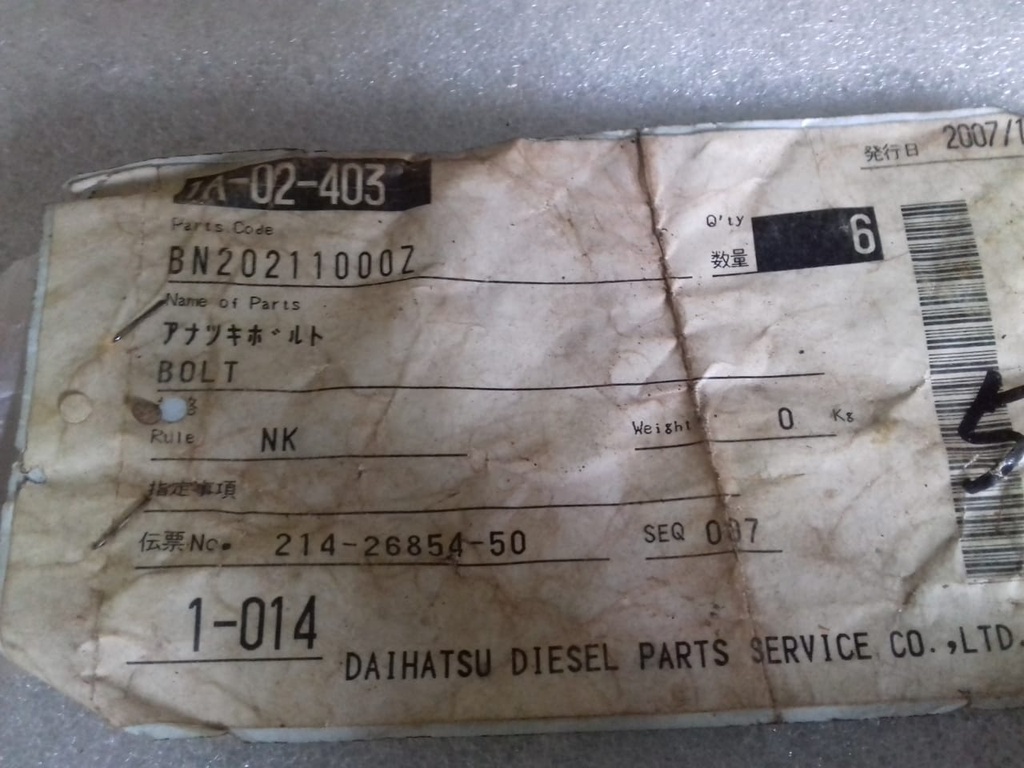 -02-403
発行日 2007/1
Parts Code
BN20211000Z
Q'ty
数量 6
Name of Parts
アナツキボルト
BOLT
Rule NK
Weight 0 Kg
指定事項
伝票No. 214-26854-50
SEQ 007
1-014
DAIHATSU DIESEL PARTS SERVICE CO.,LTD.
5